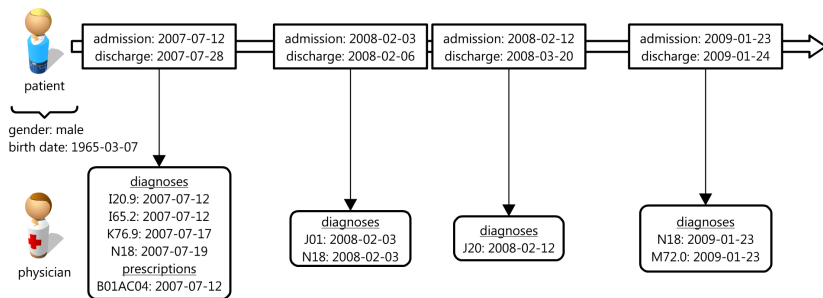 patient
gender: male
birth date: 1965-03-07
physician
admission: 2007-07-12
discharge: 2007-07-28
admission: 2008-02-03
discharge: 2008-02-06
admission: 2008-02-12
discharge: 2008-03-20
admission: 2009-01-23
discharge: 2009-01-24
diagnoses
I20.9: 2007-07-12
I65.2: 2007-07-12
K76.9: 2007-07-17
N18: 2007-07-19
prescriptions
B01AC04: 2007-07-12
diagnoses
J01: 2008-02-03
N18: 2008-02-03
diagnoses
J20: 2008-02-12
diagnoses
N18: 2009-01-23
M72.0: 2009-01-23